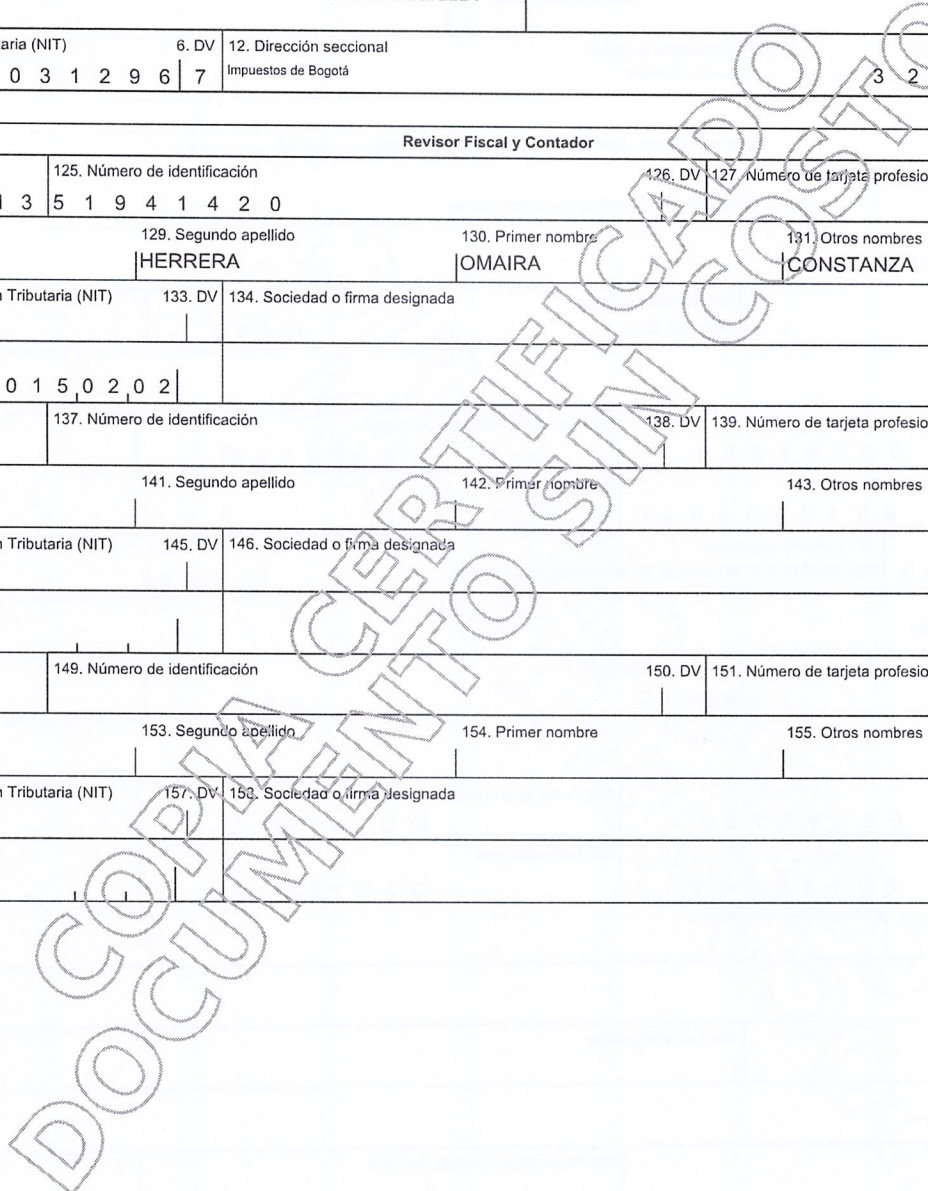 aria (NIT) 6. DV 12. Dirección seccional
0 3 1 2 9 6 7 Impuestos de Bogotá 3 2
Revisor Fiscal y Contador
125. Número de identificación 126. DV 127. Número de tarjeta profesio
1 3 5 1 9 4 1 4 2 0
129. Segundo apellido 130. Primer nombre 131. Otros nombres
HERRERA OMAIRA CONSTANZA
n Tributaria (NIT) 133. DV 134. Sociedad o firma designada
0 1 5 0 2 0 2
137. Número de identificación 138. DV 139. Número de tarjeta profesio
141. Segundo apellido 142. Primer nombre 143. Otros nombres
n Tributaria (NIT) 145. DV 146. Sociedad o firma designada
149. Número de identificación 150. DV 151. Número de tarjeta profesio
153. Segundo apellido 154. Primer nombre 155. Otros nombres
n Tributaria (NIT) 157. DV 158. Sociedad o firma designada
COPIA CERTIFICADO
DOCUMENTO SIN COSTO